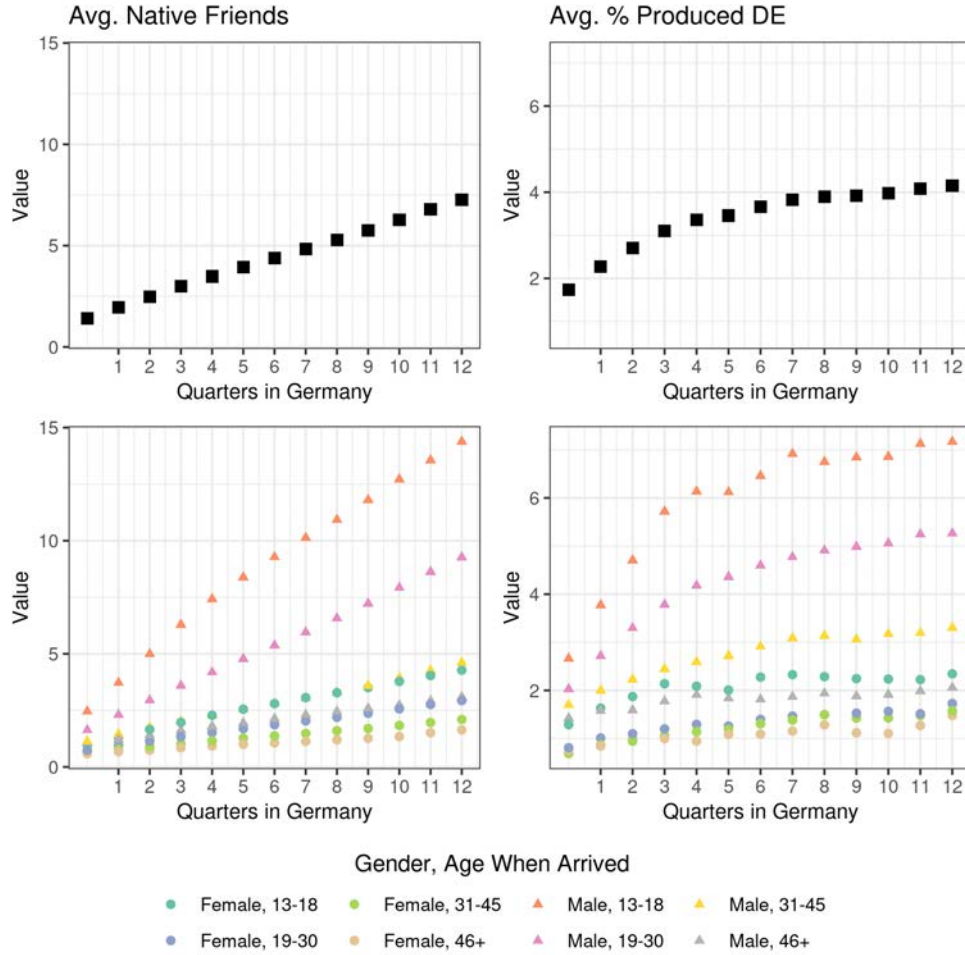 Avg. Native Friends
Avg. % Produced DE
15
10
5
0
Value
1 2 3 4 5 6 7 8 9 10 11 12
Quarters in Germany
6
4
2
Value
1 2 3 4 5 6 7 8 9 10 11 12
Quarters in Germany
15
10
5
0
Value
1 2 3 4 5 6 7 8 9 10 11 12
Quarters in Germany
6
4
2
Value
1 2 3 4 5 6 7 8 9 10 11 12
Quarters in Germany
Gender, Age When Arrived
Female, 13-18 Female, 31-45 Male, 13-18 Male, 31-45
Female, 19-30 Female, 46+ Male, 19-30 Male, 46+